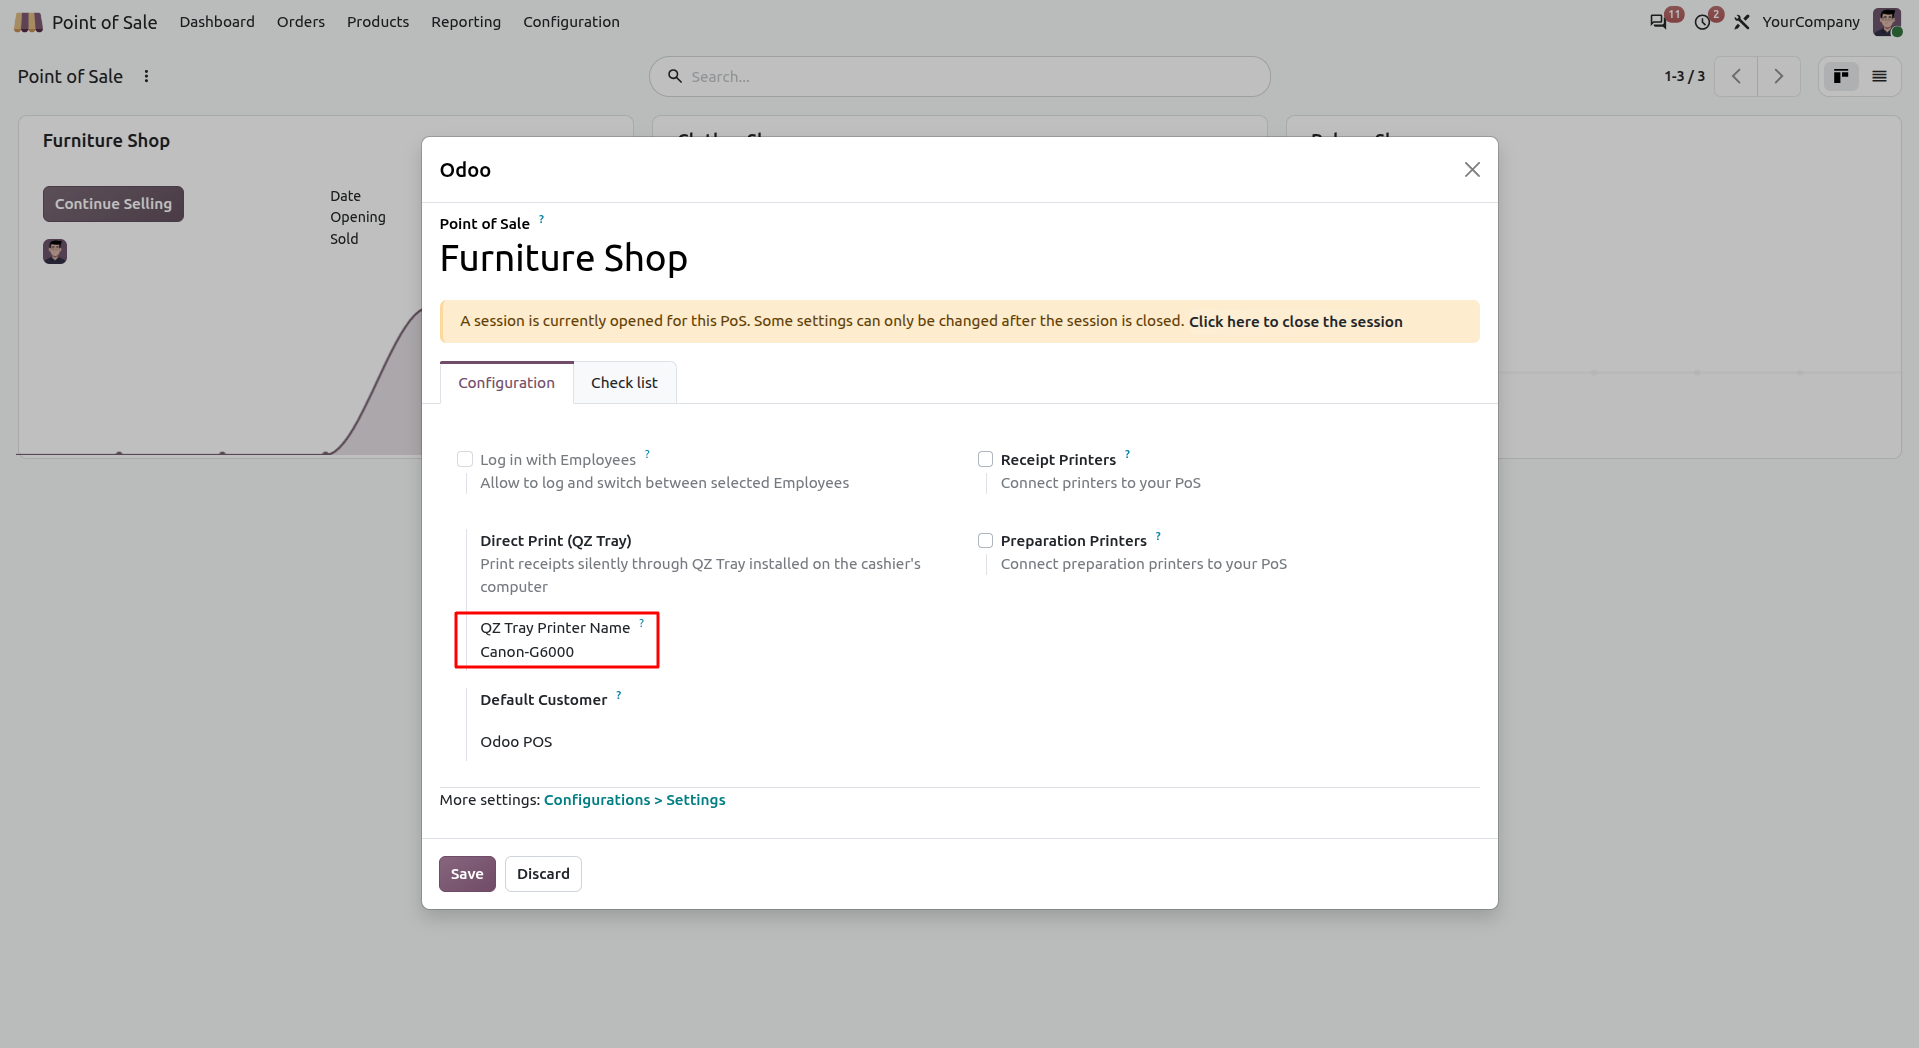 Point of Sale Dashboard Orders Products Reporting Configuration 11 2 YourCompany
Point of Sale Search... 1-3 / 3
Furniture Shop
Continue Selling
Date
Opening
Sold
Odoo
Point of Sale ?
Furniture Shop
A session is currently opened for this PoS. Some settings can only be changed after the session is closed. Click here to close the session
Configuration Check list
Log in with Employees ?
Allow to log and switch between selected Employees
Receipt Printers ?
Connect printers to your PoS
Direct Print (QZ Tray)
Print receipts silently through QZ Tray installed on the cashier's
computer
Preparation Printers ?
Connect preparation printers to your PoS
QZ Tray Printer Name ?
Canon-G6000
Default Customer ?
Odoo POS
More settings: Configurations > Settings
Save Discard